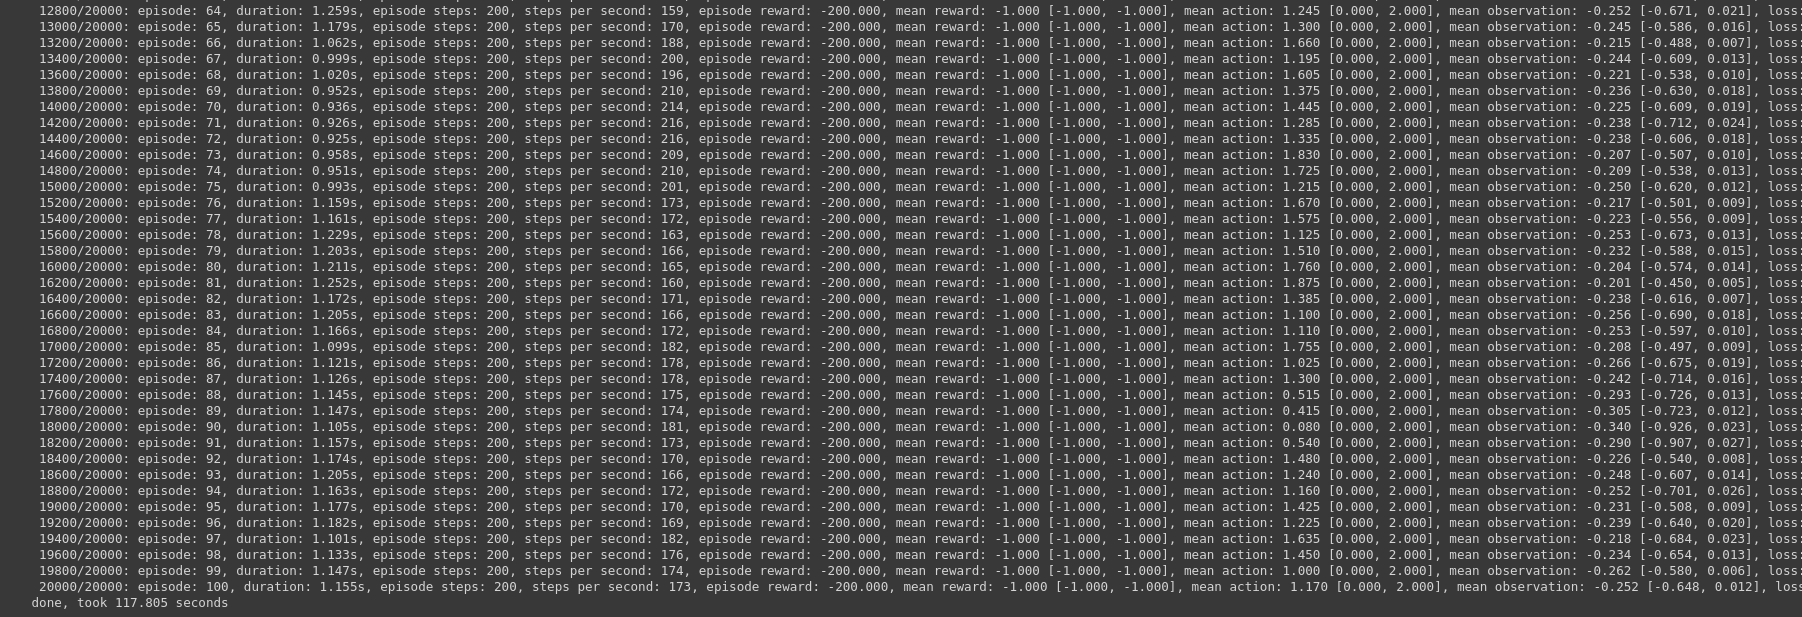 12800/20000: episode: 64, duration: 1.259s, episode steps: 200, steps per second: 159, episode reward: -200.000, mean reward: -1.000 [-1.000, -1.000], mean action: 1.245 [0.000, 2.000], mean observation: -0.252 [-0.671, 0.021], loss:
13000/20000: episode: 65, duration: 1.179s, episode steps: 200, steps per second: 170, episode reward: -200.000, mean reward: -1.000 [-1.000, -1.000], mean action: 1.300 [0.000, 2.000], mean observation: -0.245 [-0.586, 0.016], loss:
13200/20000: episode: 66, duration: 1.062s, episode steps: 200, steps per second: 188, episode reward: -200.000, mean reward: -1.000 [-1.000, -1.000], mean action: 1.660 [0.000, 2.000], mean observation: -0.215 [-0.488, 0.007], loss:
13400/20000: episode: 67, duration: 0.999s, episode steps: 200, steps per second: 200, episode reward: -200.000, mean reward: -1.000 [-1.000, -1.000], mean action: 1.195 [0.000, 2.000], mean observation: -0.244 [-0.609, 0.013], loss:
13600/20000: episode: 68, duration: 1.020s, episode steps: 200, steps per second: 196, episode reward: -200.000, mean reward: -1.000 [-1.000, -1.000], mean action: 1.605 [0.000, 2.000], mean observation: -0.221 [-0.538, 0.010], loss:
13800/20000: episode: 69, duration: 0.952s, episode steps: 200, steps per second: 210, episode reward: -200.000, mean reward: -1.000 [-1.000, -1.000], mean action: 1.375 [0.000, 2.000], mean observation: -0.236 [-0.630, 0.018], loss:
14000/20000: episode: 70, duration: 0.936s, episode steps: 200, steps per second: 214, episode reward: -200.000, mean reward: -1.000 [-1.000, -1.000], mean action: 1.445 [0.000, 2.000], mean observation: -0.225 [-0.609, 0.019], loss:
14200/20000: episode: 71, duration: 0.926s, episode steps: 200, steps per second: 216, episode reward: -200.000, mean reward: -1.000 [-1.000, -1.000], mean action: 1.285 [0.000, 2.000], mean observation: -0.238 [-0.712, 0.024], loss:
14400/20000: episode: 72, duration: 0.925s, episode steps: 200, steps per second: 216, episode reward: -200.000, mean reward: -1.000 [-1.000, -1.000], mean action: 1.335 [0.000, 2.000], mean observation: -0.238 [-0.606, 0.018], loss:
14600/20000: episode: 73, duration: 0.958s, episode steps: 200, steps per second: 209, episode reward: -200.000, mean reward: -1.000 [-1.000, -1.000], mean action: 1.830 [0.000, 2.000], mean observation: -0.207 [-0.507, 0.010], loss:
14800/20000: episode: 74, duration: 0.951s, episode steps: 200, steps per second: 210, episode reward: -200.000, mean reward: -1.000 [-1.000, -1.000], mean action: 1.725 [0.000, 2.000], mean observation: -0.209 [-0.538, 0.013], loss:
15000/20000: episode: 75, duration: 0.993s, episode steps: 200, steps per second: 201, episode reward: -200.000, mean reward: -1.000 [-1.000, -1.000], mean action: 1.215 [0.000, 2.000], mean observation: -0.250 [-0.620, 0.012], loss:
15200/20000: episode: 76, duration: 1.159s, episode steps: 200, steps per second: 173, episode reward: -200.000, mean reward: -1.000 [-1.000, -1.000], mean action: 1.670 [0.000, 2.000], mean observation: -0.217 [-0.501, 0.009], loss:
15400/20000: episode: 77, duration: 1.161s, episode steps: 200, steps per second: 172, episode reward: -200.000, mean reward: -1.000 [-1.000, -1.000], mean action: 1.575 [0.000, 2.000], mean observation: -0.223 [-0.556, 0.009], loss:
15600/20000: episode: 78, duration: 1.229s, episode steps: 200, steps per second: 163, episode reward: -200.000, mean reward: -1.000 [-1.000, -1.000], mean action: 1.125 [0.000, 2.000], mean observation: -0.253 [-0.673, 0.013], loss:
15800/20000: episode: 79, duration: 1.203s, episode steps: 200, steps per second: 166, episode reward: -200.000, mean reward: -1.000 [-1.000, -1.000], mean action: 1.510 [0.000, 2.000], mean observation: -0.232 [-0.588, 0.015], loss:
16000/20000: episode: 80, duration: 1.211s, episode steps: 200, steps per second: 165, episode reward: -200.000, mean reward: -1.000 [-1.000, -1.000], mean action: 1.760 [0.000, 2.000], mean observation: -0.204 [-0.574, 0.014], loss:
16200/20000: episode: 81, duration: 1.252s, episode steps: 200, steps per second: 160, episode reward: -200.000, mean reward: -1.000 [-1.000, -1.000], mean action: 1.875 [0.000, 2.000], mean observation: -0.201 [-0.450, 0.005], loss:
16400/20000: episode: 82, duration: 1.172s, episode steps: 200, steps per second: 171, episode reward: -200.000, mean reward: -1.000 [-1.000, -1.000], mean action: 1.385 [0.000, 2.000], mean observation: -0.238 [-0.616, 0.007], loss:
16600/20000: episode: 83, duration: 1.205s, episode steps: 200, steps per second: 166, episode reward: -200.000, mean reward: -1.000 [-1.000, -1.000], mean action: 1.100 [0.000, 2.000], mean observation: -0.256 [-0.690, 0.018], loss:
16800/20000: episode: 84, duration: 1.166s, episode steps: 200, steps per second: 172, episode reward: -200.000, mean reward: -1.000 [-1.000, -1.000], mean action: 1.110 [0.000, 2.000], mean observation: -0.253 [-0.597, 0.010], loss:
17000/20000: episode: 85, duration: 1.099s, episode steps: 200, steps per second: 182, episode reward: -200.000, mean reward: -1.000 [-1.000, -1.000], mean action: 1.755 [0.000, 2.000], mean observation: -0.208 [-0.497, 0.009], loss:
17200/20000: episode: 86, duration: 1.121s, episode steps: 200, steps per second: 178, episode reward: -200.000, mean reward: -1.000 [-1.000, -1.000], mean action: 1.025 [0.000, 2.000], mean observation: -0.266 [-0.675, 0.019], loss:
17400/20000: episode: 87, duration: 1.126s, episode steps: 200, steps per second: 178, episode reward: -200.000, mean reward: -1.000 [-1.000, -1.000], mean action: 1.300 [0.000, 2.000], mean observation: -0.242 [-0.714, 0.016], loss:
17600/20000: episode: 88, duration: 1.145s, episode steps: 200, steps per second: 175, episode reward: -200.000, mean reward: -1.000 [-1.000, -1.000], mean action: 0.515 [0.000, 2.000], mean observation: -0.293 [-0.726, 0.013], loss:
17800/20000: episode: 89, duration: 1.147s, episode steps: 200, steps per second: 174, episode reward: -200.000, mean reward: -1.000 [-1.000, -1.000], mean action: 0.415 [0.000, 2.000], mean observation: -0.305 [-0.723, 0.012], loss:
18000/20000: episode: 90, duration: 1.105s, episode steps: 200, steps per second: 181, episode reward: -200.000, mean reward: -1.000 [-1.000, -1.000], mean action: 0.080 [0.000, 2.000], mean observation: -0.340 [-0.926, 0.023], loss:
18200/20000: episode: 91, duration: 1.157s, episode steps: 200, steps per second: 173, episode reward: -200.000, mean reward: -1.000 [-1.000, -1.000], mean action: 0.540 [0.000, 2.000], mean observation: -0.290 [-0.907, 0.027], loss:
18400/20000: episode: 92, duration: 1.174s, episode steps: 200, steps per second: 170, episode reward: -200.000, mean reward: -1.000 [-1.000, -1.000], mean action: 1.480 [0.000, 2.000], mean observation: -0.226 [-0.540, 0.008], loss:
18600/20000: episode: 93, duration: 1.205s, episode steps: 200, steps per second: 166, episode reward: -200.000, mean reward: -1.000 [-1.000, -1.000], mean action: 1.240 [0.000, 2.000], mean observation: -0.248 [-0.607, 0.014], loss:
18800/20000: episode: 94, duration: 1.163s, episode steps: 200, steps per second: 172, episode reward: -200.000, mean reward: -1.000 [-1.000, -1.000], mean action: 1.160 [0.000, 2.000], mean observation: -0.252 [-0.701, 0.026], loss:
19000/20000: episode: 95, duration: 1.177s, episode steps: 200, steps per second: 170, episode reward: -200.000, mean reward: -1.000 [-1.000, -1.000], mean action: 1.425 [0.000, 2.000], mean observation: -0.231 [-0.508, 0.009], loss:
19200/20000: episode: 96, duration: 1.182s, episode steps: 200, steps per second: 169, episode reward: -200.000, mean reward: -1.000 [-1.000, -1.000], mean action: 1.225 [0.000, 2.000], mean observation: -0.239 [-0.640, 0.020], loss:
19400/20000: episode: 97, duration: 1.101s, episode steps: 200, steps per second: 182, episode reward: -200.000, mean reward: -1.000 [-1.000, -1.000], mean action: 1.635 [0.000, 2.000], mean observation: -0.218 [-0.684, 0.023], loss:
19600/20000: episode: 98, duration: 1.133s, episode steps: 200, steps per second: 176, episode reward: -200.000, mean reward: -1.000 [-1.000, -1.000], mean action: 1.450 [0.000, 2.000], mean observation: -0.234 [-0.654, 0.013], loss:
19800/20000: episode: 99, duration: 1.147s, episode steps: 200, steps per second: 174, episode reward: -200.000, mean reward: -1.000 [-1.000, -1.000], mean action: 1.000 [0.000, 2.000], mean observation: -0.262 [-0.580, 0.006], loss:
20000/20000: episode: 100, duration: 1.155s, episode steps: 200, steps per second: 173, episode reward: -200.000, mean reward: -1.000 [-1.000, -1.000], mean action: 1.170 [0.000, 2.000], mean observation: -0.252 [-0.648, 0.012], loss
done, took 117.805 seconds